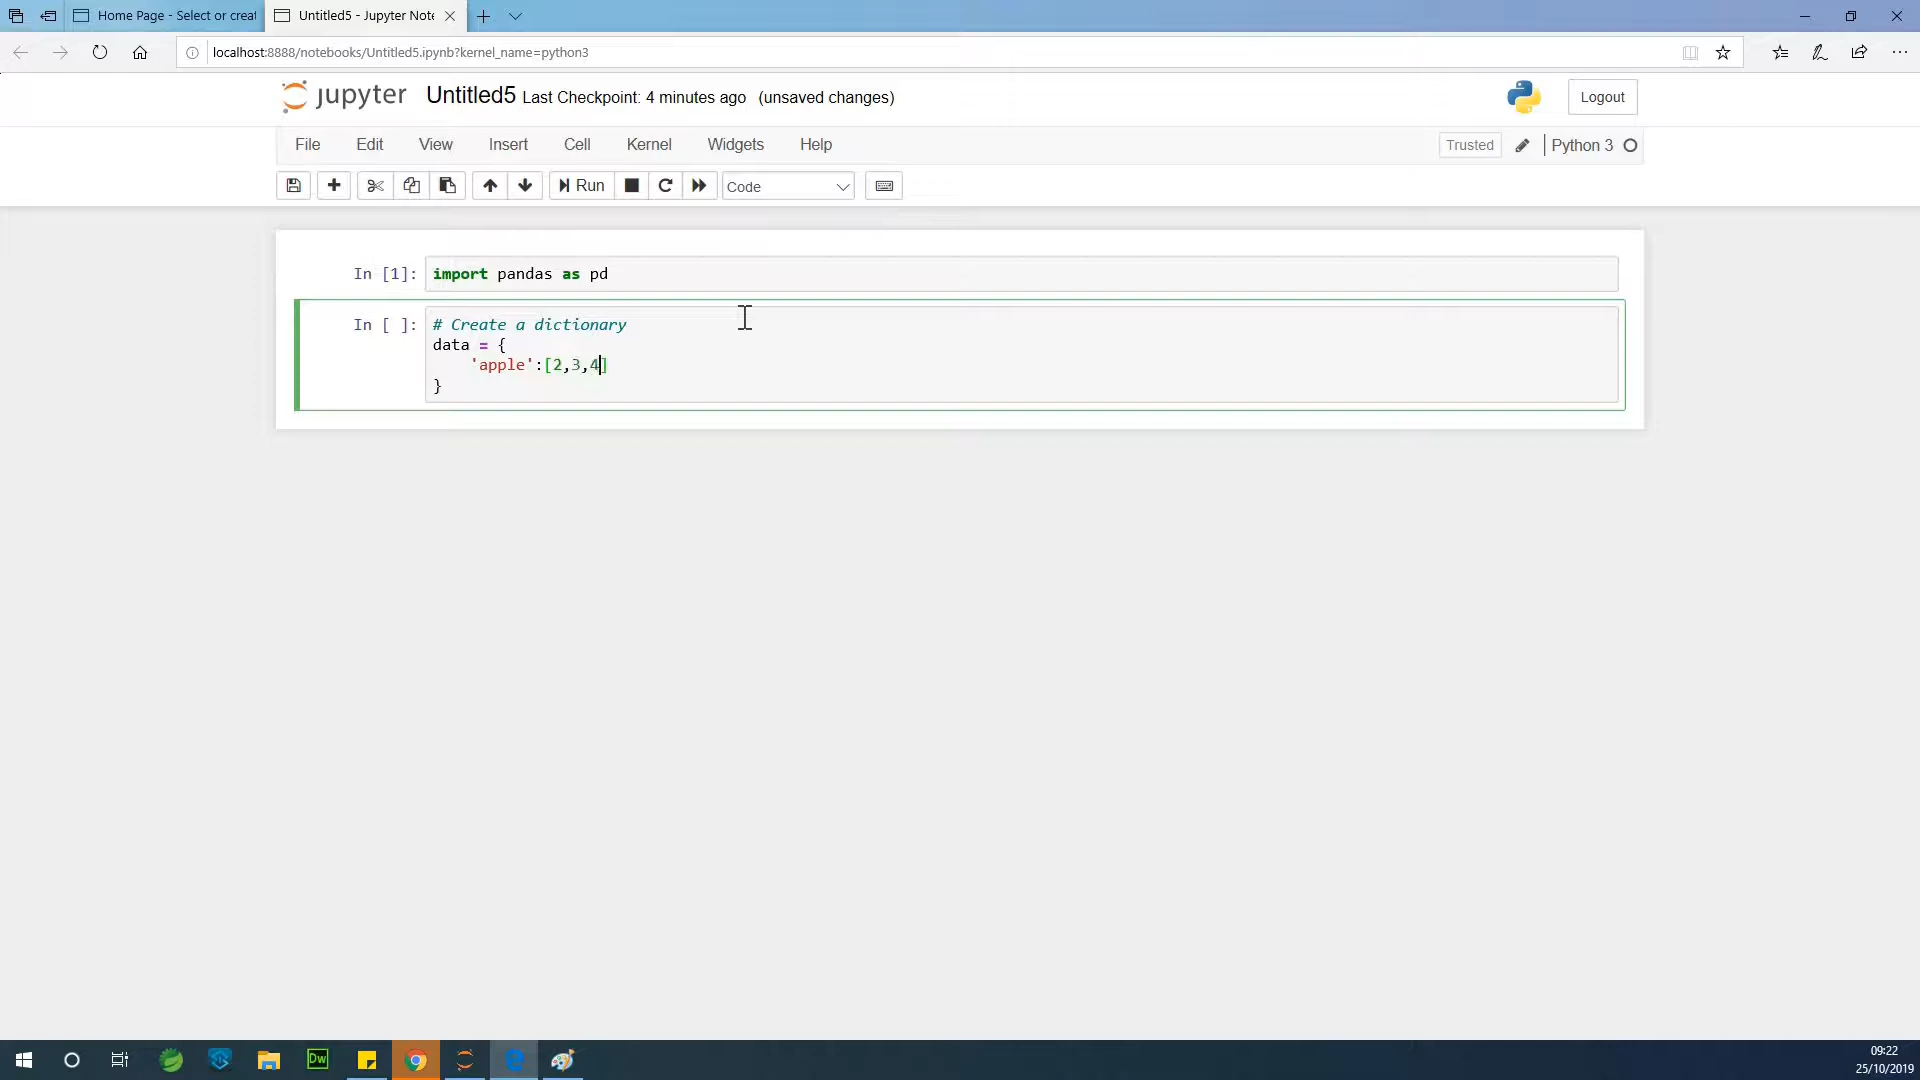 Home Page - Select or creat
Untitled5 - Jupyter Note
localhost:8888/notebooks/Untitled5.ipynb?kernel_name=python3
jupyter Untitled5 Last Checkpoint: 4 minutes ago (unsaved changes)
Logout
File Edit View Insert Cell Kernel Widgets Help
Trusted
Python 3
Run
Code
In [1]: import pandas as pd
In [ ]: # Create a dictionary
data = {
'apple':[2,3,4]
}
Dw
09:22
25/10/2019